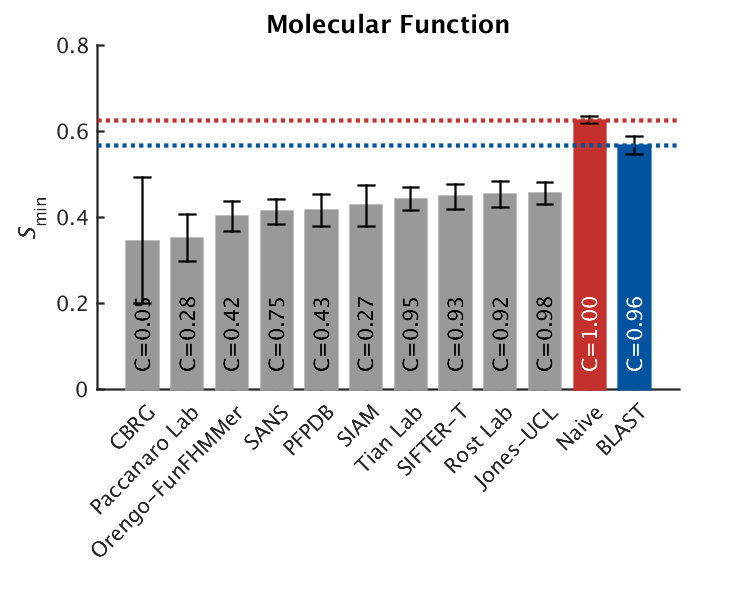 Molecular Function
0.8
0.6
0.4
0.2
0
Smin
C=0.05
C=0.28
C=0.42
C=0.75
C=0.43
C=0.27
C=0.95
C=0.93
C=0.92
C=0.98
C=1.00
C=0.96
CBRG
Paccanaro Lab
Orengo-FunFHMMer
SANS
PFPDB
SIAM
Tian Lab
SIFTER-T
Rost Lab
Jones-UCL
Naive
BLAST